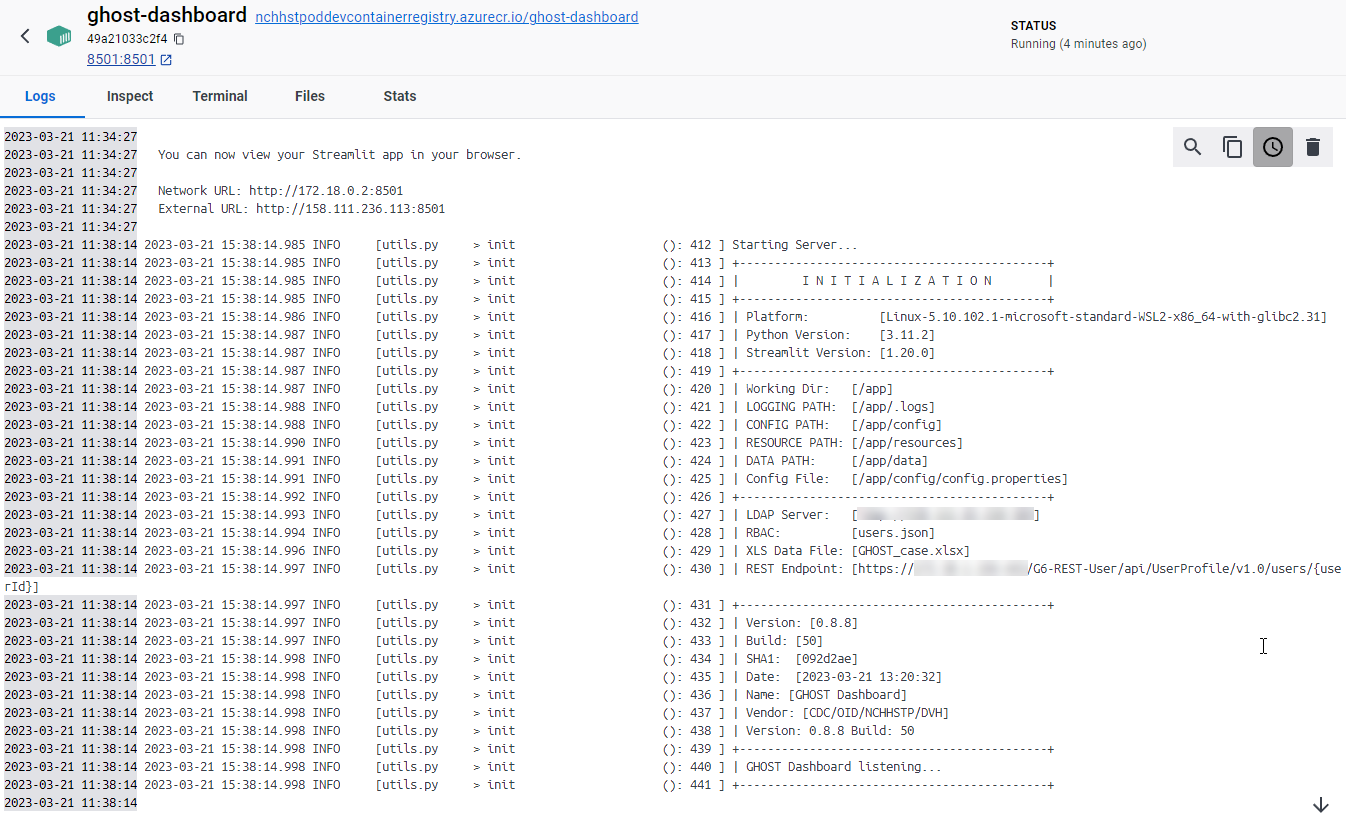 ghost-dashboard nchhstpoddevcontainerregistry.azurecr.io/ghost-dashboard
49a21033c2f4
8501:8501
STATUS
Running (4 minutes ago)
Logs Inspect Terminal Files Stats
2023-03-21 11:34:27
2023-03-21 11:34:27 You can now view your Streamlit app in your browser.
2023-03-21 11:34:27
2023-03-21 11:34:27 Network URL: http://172.18.0.2:8501
2023-03-21 11:34:27 External URL: http://158.111.236.113:8501
2023-03-21 11:34:27
2023-03-21 11:38:14 2023-03-21 15:38:14.985 INFO [utils.py > init (): 412 ] Starting Server...
2023-03-21 11:38:14 2023-03-21 15:38:14.985 INFO [utils.py > init (): 413 ] +--------------------------------------------+
2023-03-21 11:38:14 2023-03-21 15:38:14.985 INFO [utils.py > init (): 414 ] | I N I T I A L I Z A T I O N |
2023-03-21 11:38:14 2023-03-21 15:38:14.985 INFO [utils.py > init (): 415 ] +--------------------------------------------+
2023-03-21 11:38:14 2023-03-21 15:38:14.986 INFO [utils.py > init (): 416 ] | Platform: [Linux-5.10.102.1-microsoft-standard-WSL2-x86_64-with-glibc2.31]
2023-03-21 11:38:14 2023-03-21 15:38:14.987 INFO [utils.py > init (): 417 ] | Python Version: [3.11.2]
2023-03-21 11:38:14 2023-03-21 15:38:14.987 INFO [utils.py > init (): 418 ] | Streamlit Version: [1.20.0]
2023-03-21 11:38:14 2023-03-21 15:38:14.987 INFO [utils.py > init (): 419 ] +--------------------------------------------+
2023-03-21 11:38:14 2023-03-21 15:38:14.987 INFO [utils.py > init (): 420 ] | Working Dir: [/app]
2023-03-21 11:38:14 2023-03-21 15:38:14.988 INFO [utils.py > init (): 421 ] | LOGGING PATH: [/app/.logs]
2023-03-21 11:38:14 2023-03-21 15:38:14.988 INFO [utils.py > init (): 422 ] | CONFIG PATH: [/app/config]
2023-03-21 11:38:14 2023-03-21 15:38:14.990 INFO [utils.py > init (): 423 ] | RESOURCE PATH: [/app/resources]
2023-03-21 11:38:14 2023-03-21 15:38:14.991 INFO [utils.py > init (): 424 ] | DATA PATH: [/app/data]
2023-03-21 11:38:14 2023-03-21 15:38:14.991 INFO [utils.py > init (): 425 ] | Config File: [/app/config/config.properties]
2023-03-21 11:38:14 2023-03-21 15:38:14.992 INFO [utils.py > init (): 426 ] +--------------------------------------------+
2023-03-21 11:38:14 2023-03-21 15:38:14.993 INFO [utils.py > init (): 427 ] | LDAP Server: [ ]
2023-03-21 11:38:14 2023-03-21 15:38:14.994 INFO [utils.py > init (): 428 ] | RBAC: [users.json]
2023-03-21 11:38:14 2023-03-21 15:38:14.996 INFO [utils.py > init (): 429 ] | XLS Data File: [GHOST_case.xlsx]
2023-03-21 11:38:14 2023-03-21 15:38:14.997 INFO [utils.py > init (): 430 ] | REST Endpoint: [https:// /G6-REST-User/api/UserProfile/v1.0/users/{use
rId}]
2023-03-21 11:38:14 2023-03-21 15:38:14.997 INFO [utils.py > init (): 431 ] +--------------------------------------------+
2023-03-21 11:38:14 2023-03-21 15:38:14.997 INFO [utils.py > init (): 432 ] | Version: [0.8.8]
2023-03-21 11:38:14 2023-03-21 15:38:14.997 INFO [utils.py > init (): 433 ] | Build: [50]
2023-03-21 11:38:14 2023-03-21 15:38:14.998 INFO [utils.py > init (): 434 ] | SHA1: [092d2ae]
2023-03-21 11:38:14 2023-03-21 15:38:14.998 INFO [utils.py > init (): 435 ] | Date: [2023-03-21 13:20:32]
2023-03-21 11:38:14 2023-03-21 15:38:14.998 INFO [utils.py > init (): 436 ] | Name: [GHOST Dashboard]
2023-03-21 11:38:14 2023-03-21 15:38:14.998 INFO [utils.py > init (): 437 ] | Vendor: [CDC/OID/NCHHSTP/DVH]
2023-03-21 11:38:14 2023-03-21 15:38:14.998 INFO [utils.py > init (): 438 ] | Version: 0.8.8 Build: 50
2023-03-21 11:38:14 2023-03-21 15:38:14.998 INFO [utils.py > init (): 439 ] +--------------------------------------------+
2023-03-21 11:38:14 2023-03-21 15:38:14.998 INFO [utils.py > init (): 440 ] | GHOST Dashboard listening...
2023-03-21 11:38:14 2023-03-21 15:38:14.998 INFO [utils.py > init (): 441 ] +--------------------------------------------+
2023-03-21 11:38:14